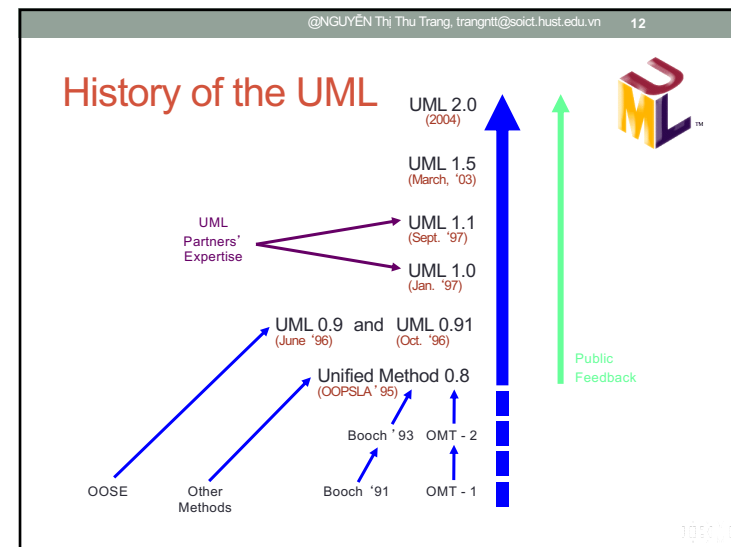 @NGUYỄN Thị Thu Trang, trangntt@soict.hust.edu.vn 12
History of the UML
UML
™
UML 2.0
(2004)
UML 1.5
(March, ‘03)
UML
Partners’
Expertise
UML 1.1
(Sept. ‘97)
UML 1.0
(Jan. ‘97)
UML 0.9 and UML 0.91
(June ‘96) (Oct. ‘96)
Public
Feedback
Unified Method 0.8
(OOPSLA ’95)
Booch ’93 OMT - 2
OOSE Other Booch ‘91 OMT - 1
Methods